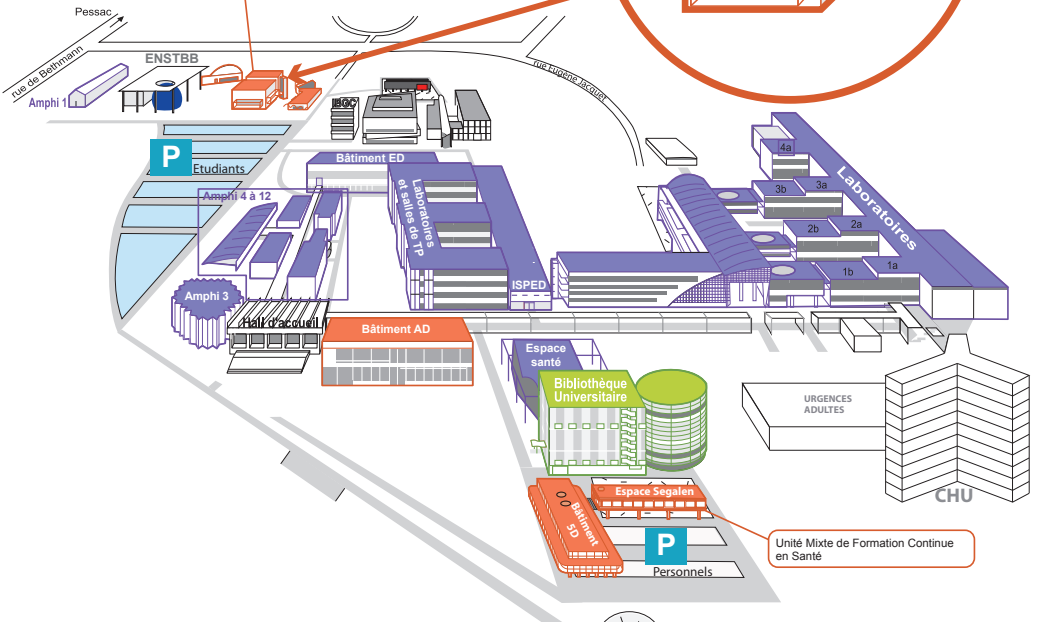 Pessac
rue de Bethmann
ENSTBB
Amphi 1
rue Eugène Jacquet
IBGC
P
Etudiants
Bâtiment ED
Laboratoires
et salles de TP
Amphi 4 à 12
4a
3b
3a
Laboratoires
2b
2a
1b
1a
ISPED
Amphi 3
Hall d'accueil
Bâtiment AD
Espace
santé
Bibliothèque
Universitaire
URGENCES
ADULTES
CHU
Espace Segalen
Bâtiment
5D
P
Personnels
Unité Mixte de Formation Continue
en Santé